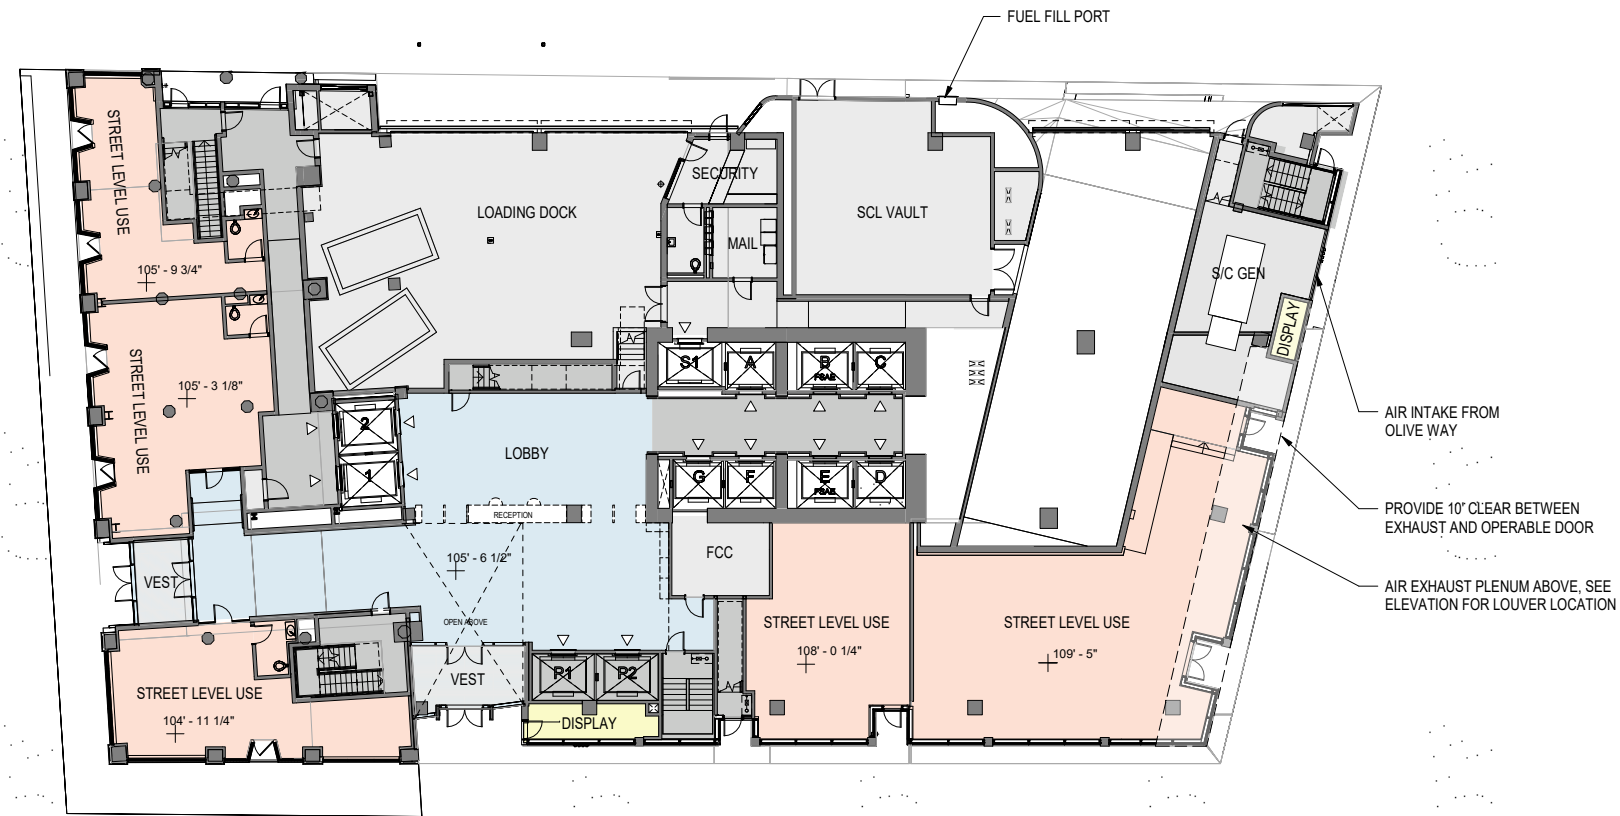 FUEL FILL PORT
STREET LEVEL USE
SECURITY
LOADING DOCK
SCL VAULT
MAIL
105' - 9 3/4"
S/C GEN
DISPLAY
STREET LEVEL USE
105' - 3 1/8"
S1
A
B
FSAE
C
AIR INTAKE FROM
OLIVE WAY
2
LOBBY
1
G
F
E
FSAE
D
RECEPTION
PROVIDE 10' CLEAR BETWEEN
EXHAUST AND OPERABLE DOOR
105' - 6 1/2"
FCC
VEST
AIR EXHAUST PLENUM ABOVE, SEE
ELEVATION FOR LOUVER LOCATION
OPEN ABOVE
STREET LEVEL USE
108' - 0 1/4"
STREET LEVEL USE
109' - 5"
VEST
P1
P2
STREET LEVEL USE
104' - 11 1/4"
DISPLAY